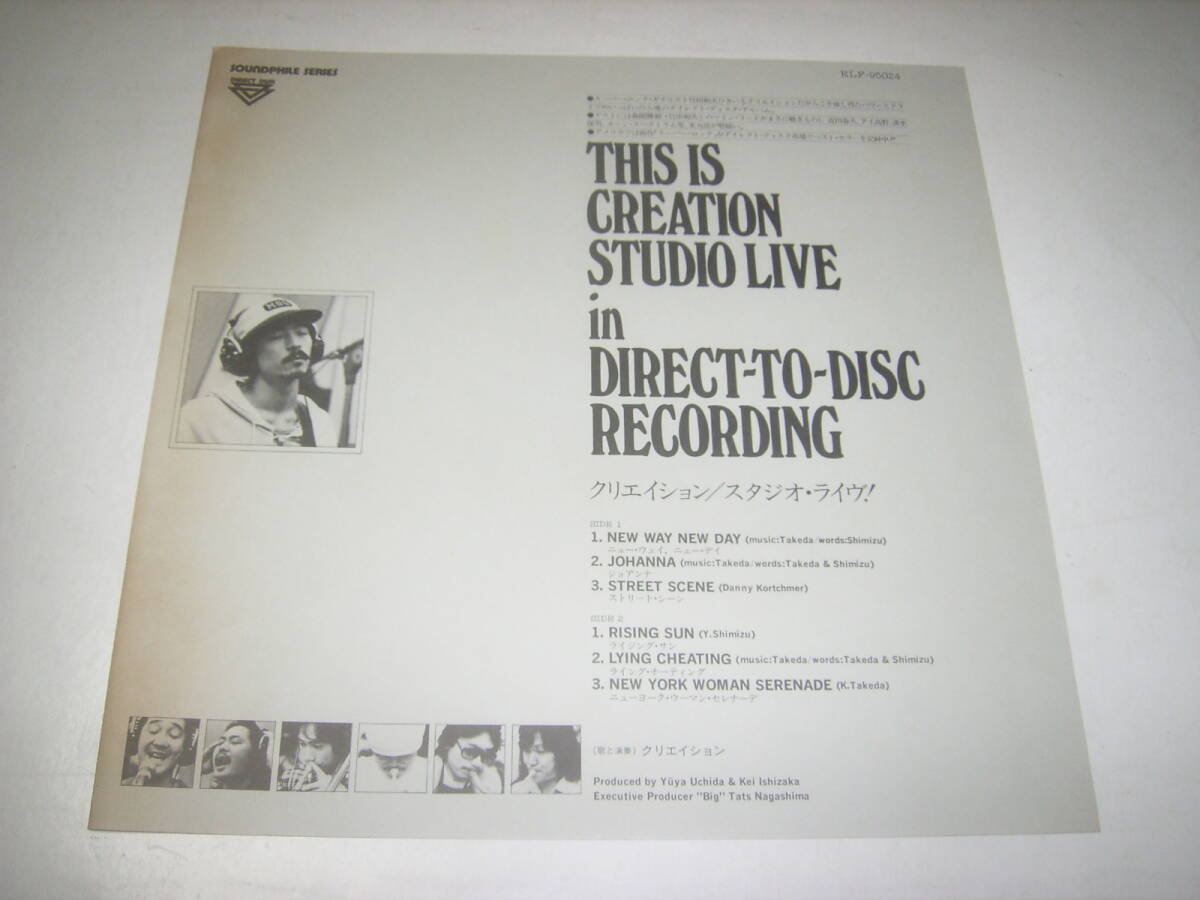 SOUNDPHILE SERIES
DIRECT DISK
RLF-95024
THIS IS
CREATION
STUDIO LIVE
in
DIRECT-TO-DISC
RECORDING
クリエイション/スタジオ・ライヴ!
SIDE 1
1. NEW WAY NEW DAY (music:Takeda/words:Shimizu)
ニュー・ウェイ, ニュー・デイ
2. JOHANNA (music:Takeda/words:Takeda & Shimizu)
ジョアンナ
3. STREET SCENE (Danny Kortchmer)
ストリート・シーン
SIDE 2
1. RISING SUN (Y.Shimizu)
ライジング・サン
2. LYING CHEATING (music:Takeda/words:Takeda & Shimizu)
ライング・チーティング
3. NEW YORK WOMAN SERENADE (K.Takeda)
ニューヨーク・ウーマン・セレナーデ
(歌と演奏) クリエイション
Produced by Yūya Uchida & Kei Ishizaka
Executive Producer "Big" Tats Nagashima